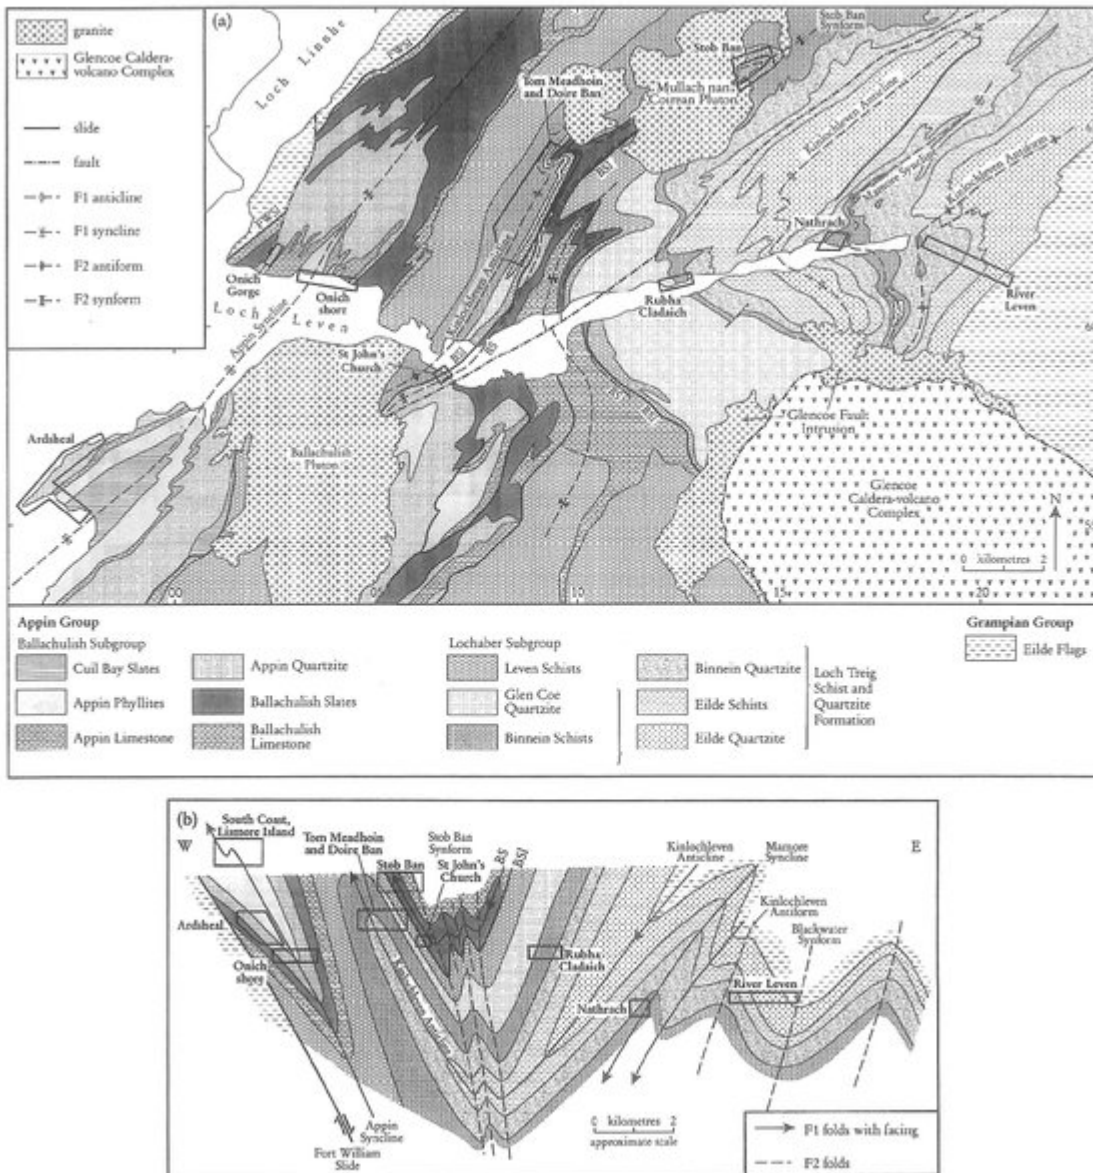 (a)
granite
Glencoe Caldera-
volcano Complex
slide
fault
F1 anticline
F1 syncline
F2 antiform
F2 synform
Loch Linnhe
FWSl
FWSl
Stob Ban
Synform
Stob Ban
Tom Meadhoin
and Doire Ban
Mullach nan
Coirean Pluton
Kinlochleven Anticline
Mamore Syncline
Kinlochleven Antiform
BSl
Nathrach
Onich
Gorge
Onich
shore
Loch
Leven
Appin Syncline
Kinlochleven Anticline
Rubha
Cladaich
River
Leven
St John's
Church
BS
Ardsheal
Ballachulish
Pluton
Glencoe Fault
Intrusion
Glencoe
Caldera-volcano
Complex
N
0 kilometres 2
00
10
15
20
Appin Group
Ballachulish Subgroup
Cuil Bay Slates
Appin Phyllites
Appin Limestone
Appin Quartzite
Ballachulish Slates
Ballachulish
Limestone
Lochaber Subgroup
Leven Schists
Glen Coe
Quartzite
Binnein Schists
Binnein Quartzite
Eilde Schists
Eilde Quartzite
Loch Treig
Schist and
Quartzite
Formation
Grampian Group
Eilde Flags
(b)
W
E
South Coast,
Lismore Island
Tom Meadhoin
and Doire Ban
Stob Ban
Stob Ban
Synform
St John's
Church
BS
BSl
Kinlochleven
Anticline
Mamore
Syncline
Kinlochleven
Antiform
Blackwater
Synform
Ardsheal
Onich
shore
Kinlochleven Anticline
Rubha
Cladaich
Nathrach
River Leven
Appin
Syncline
Fort William
Slide
0 kilometres 2
approximate scale
F1 folds with facing
F2 folds